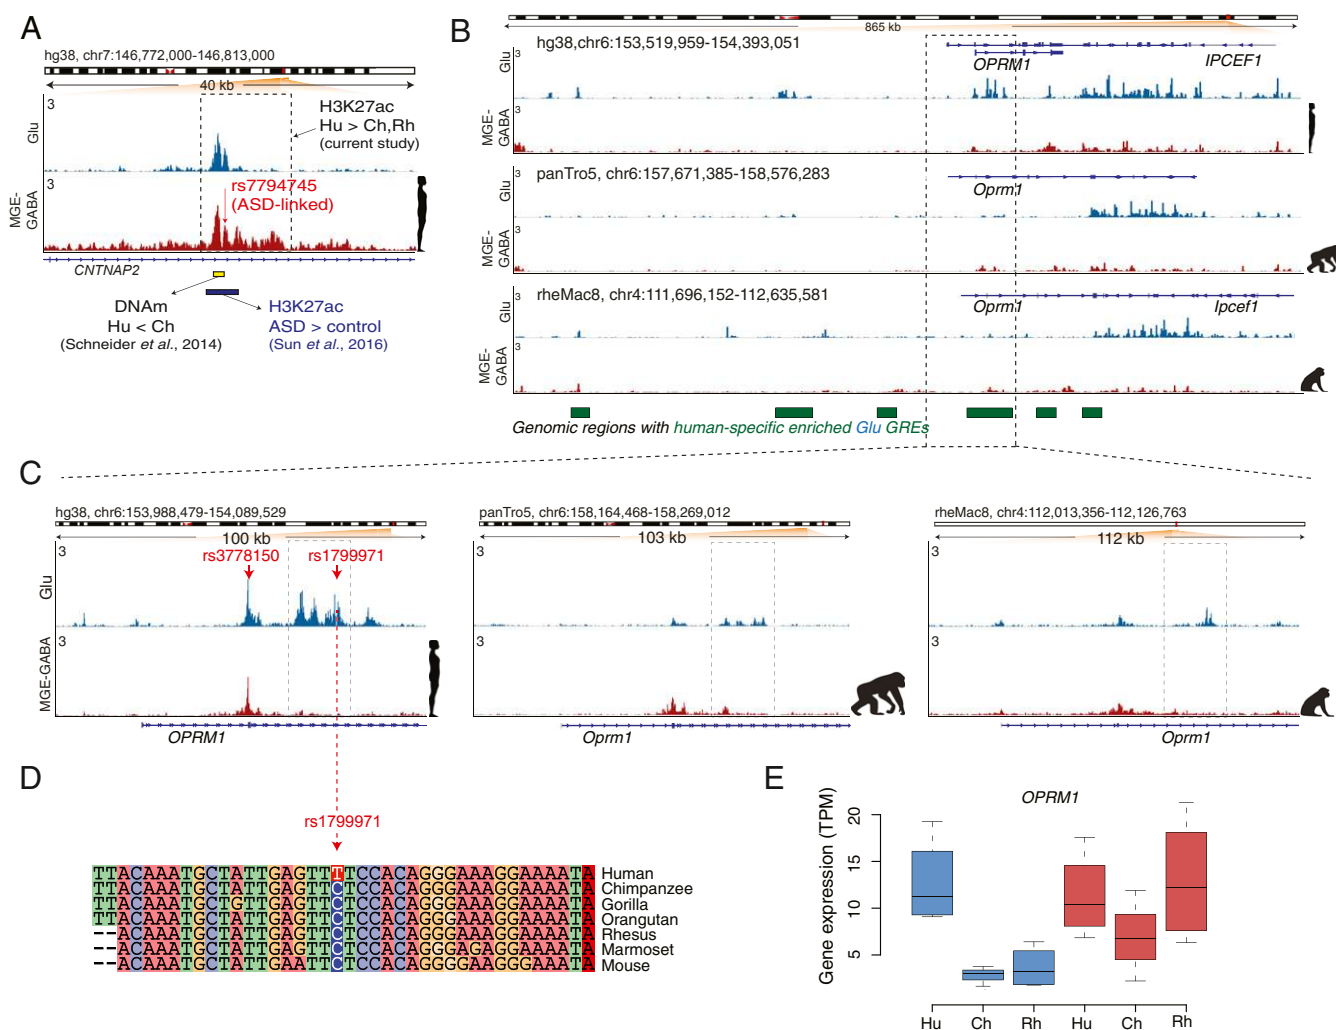 A
hg38, chr7:146,772,000-146,813,000
40 kb
3
Glu
H3K27ac
Hu > Ch,Rh
(current study)
3
MGE-
GABA
rs7794745
(ASD-linked)
CNTNAP2
DNAm
Hu < Ch
(Schneider et al., 2014)
H3K27ac
ASD > control
(Sun et al., 2016)
B
865 kb
hg38,chr6:153,519,959-154,393,051
3
Glu
OPRM1
IPCEF1
3
MGE-
GABA
panTro5, chr6:157,671,385-158,576,283
3
Glu
Oprm1
3
MGE-
GABA
rheMac8, chr4:111,696,152-112,635,581
3
Glu
Oprm1
Ipcef1
3
MGE-
GABA
Genomic regions with human-specific enriched Glu GREs
C
hg38, chr6:153,988,479-154,089,529
100 kb
3
Glu
rs3778150
rs1799971
3
MGE-GABA
OPRM1
panTro5, chr6:158,164,468-158,269,012
103 kb
3
3
Oprm1
rheMac8, chr4:112,013,356-112,126,763
112 kb
3
3
Oprm1
D
rs1799971
TTACAAATGCTATTGAGTTTTCCACAGGGAAAGGAAAATA Human
TTACAAATGCTATTGAGTTCTCCACAGGGAAAGGAAAATA Chimpanzee
TTACAAATGCTGTTGAGTTCTCCACAGGGAAAGGAAAATA Gorilla
TTACAAATGCTATTGAGTTCTCCACAGGGAAAGGAAAATA Orangutan
--ACAAATGCTATTGAGTTCTCCACAGGGAAAGGAAAATA Rhesus
--ACAAATGCTATTGAGTTCTCCACAGGGAGAGGAAAATA Marmoset
--ACAAATGCTATTGAATTCTCCACAGGGGAAGGGAAATA Mouse
E
OPRM1
Gene expression (TPM)
20
15
10
5
Hu Ch Rh Hu Ch Rh